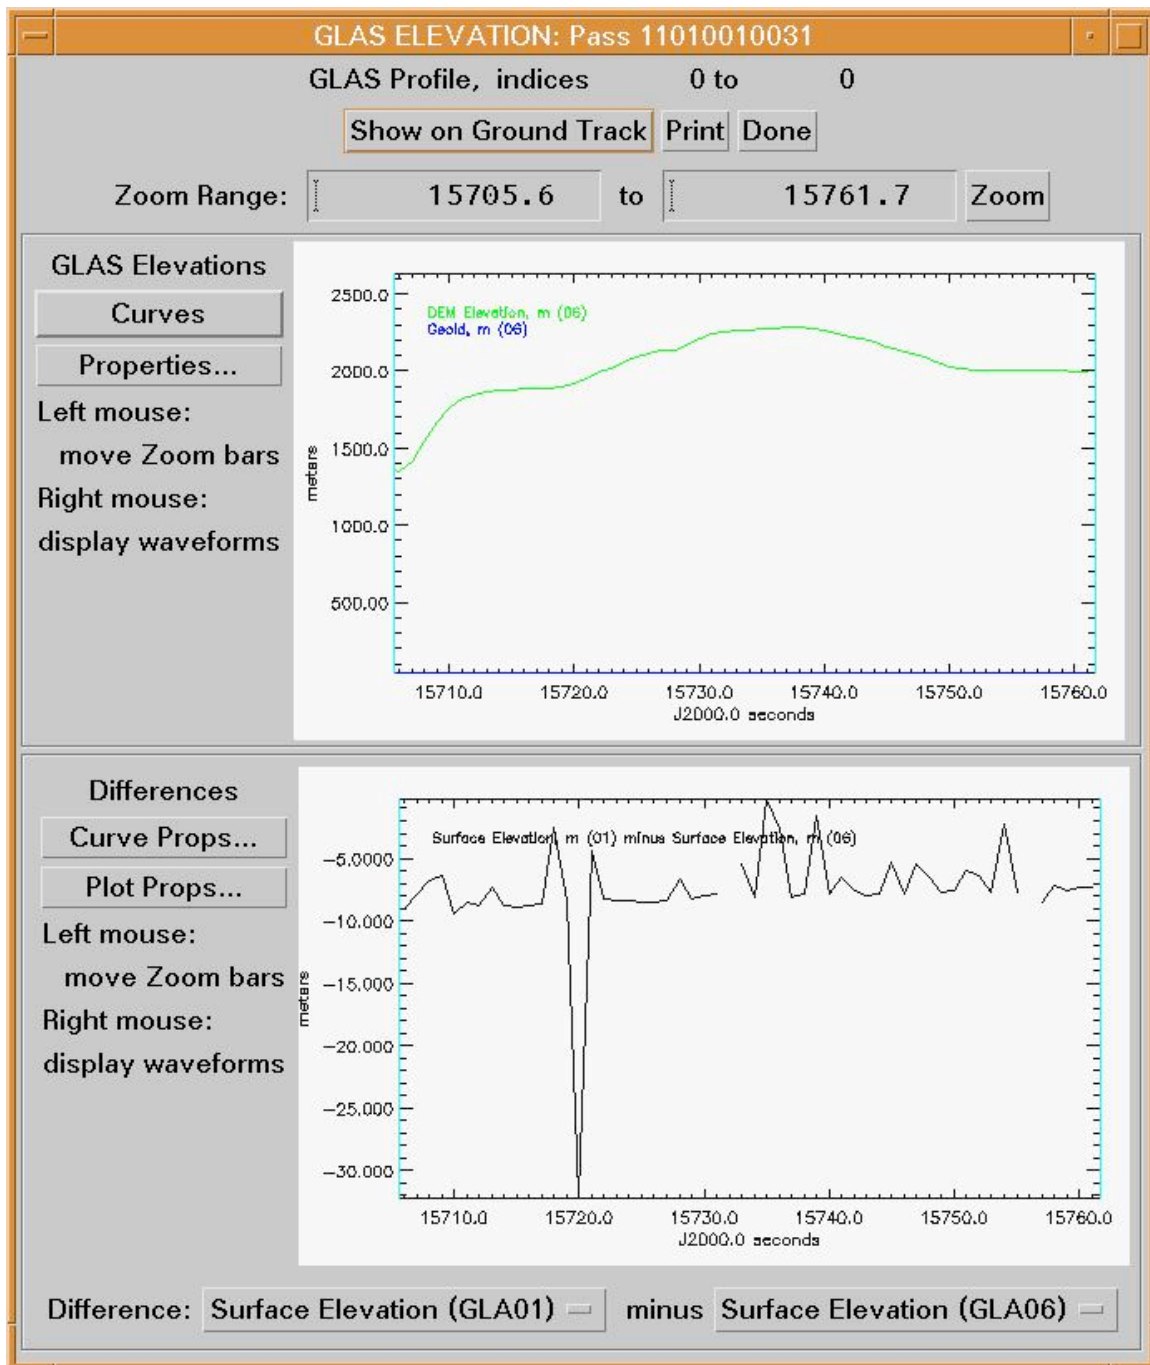 GLAS ELEVATION: Pass 11010010031
GLAS Profile, indices 0 to 0
Show on Ground Track Print Done
Zoom Range: 15705.6 to 15761.7 Zoom
GLAS Elevations
Curves
Properties...
Left mouse:
move Zoom bars
Right mouse:
display waveforms
DEM Elevation, m (06)
Geoid, m (06)
2500.0
2000.0
1500.0
1000.0
500.00
meters
15710.0 15720.0 15730.0 15740.0 15750.0 15760.0
J2000.0 seconds
Differences
Curve Props...
Plot Props...
Left mouse:
move Zoom bars
Right mouse:
display waveforms
Surface Elevation, m (01) minus Surface Elevation, m (06)
-5.0000
-10.000
-15.000
-20.000
-25.000
-30.000
meters
15710.0 15720.0 15730.0 15740.0 15750.0 15760.0
J2000.0 seconds
Difference: Surface Elevation (GLA01) minus Surface Elevation (GLA06)